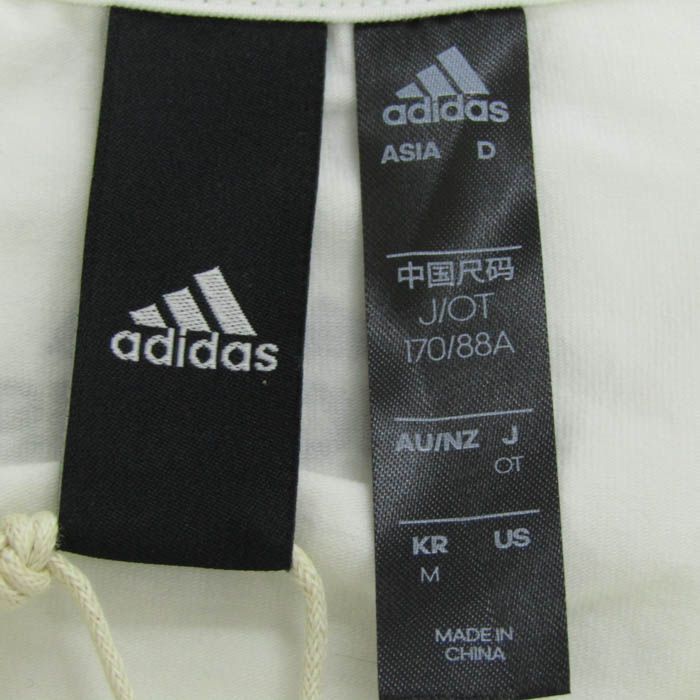 adidas
adidas
ASIA D
中国尺码
J/OT
170/88A
AU/NZ J
OT
KR US
M
MADE IN
CHINA